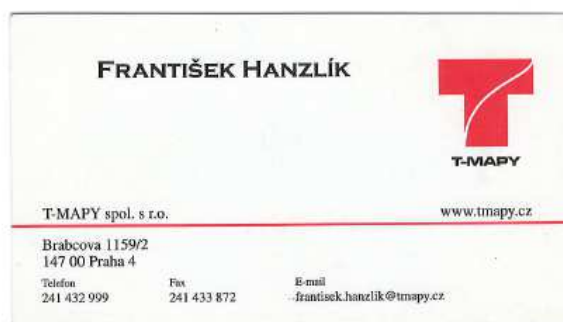 FRANTIŠEK HANZLÍK
T-MAPY
T-MAPY spol. s r.o.
www.tmapy.cz
Brabcova 1159/2
147 00 Praha 4
Telefon Fax E-mail
241 432 999 241 433 872 frantisek.hanzlik@tmapy.cz